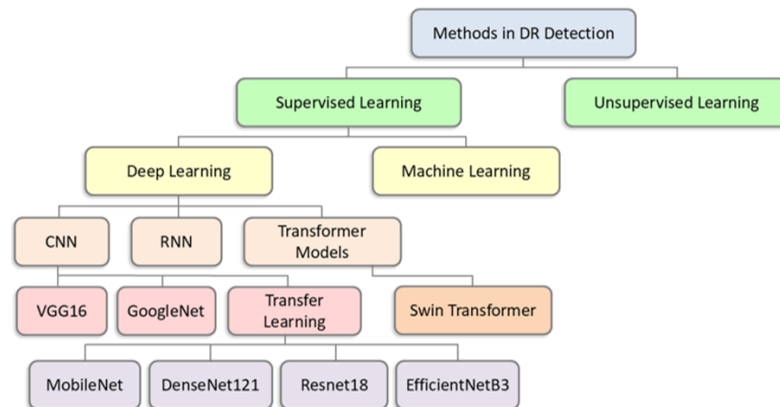 Methods in DR Detection
Supervised Learning
Unsupervised Learning
Deep Learning
Machine Learning
CNN
RNN
Transformer
Models
VGG16
GoogleNet
Transfer
Learning
Swin Transformer
MobileNet
DenseNet121
Resnet18
EfficientNetB3